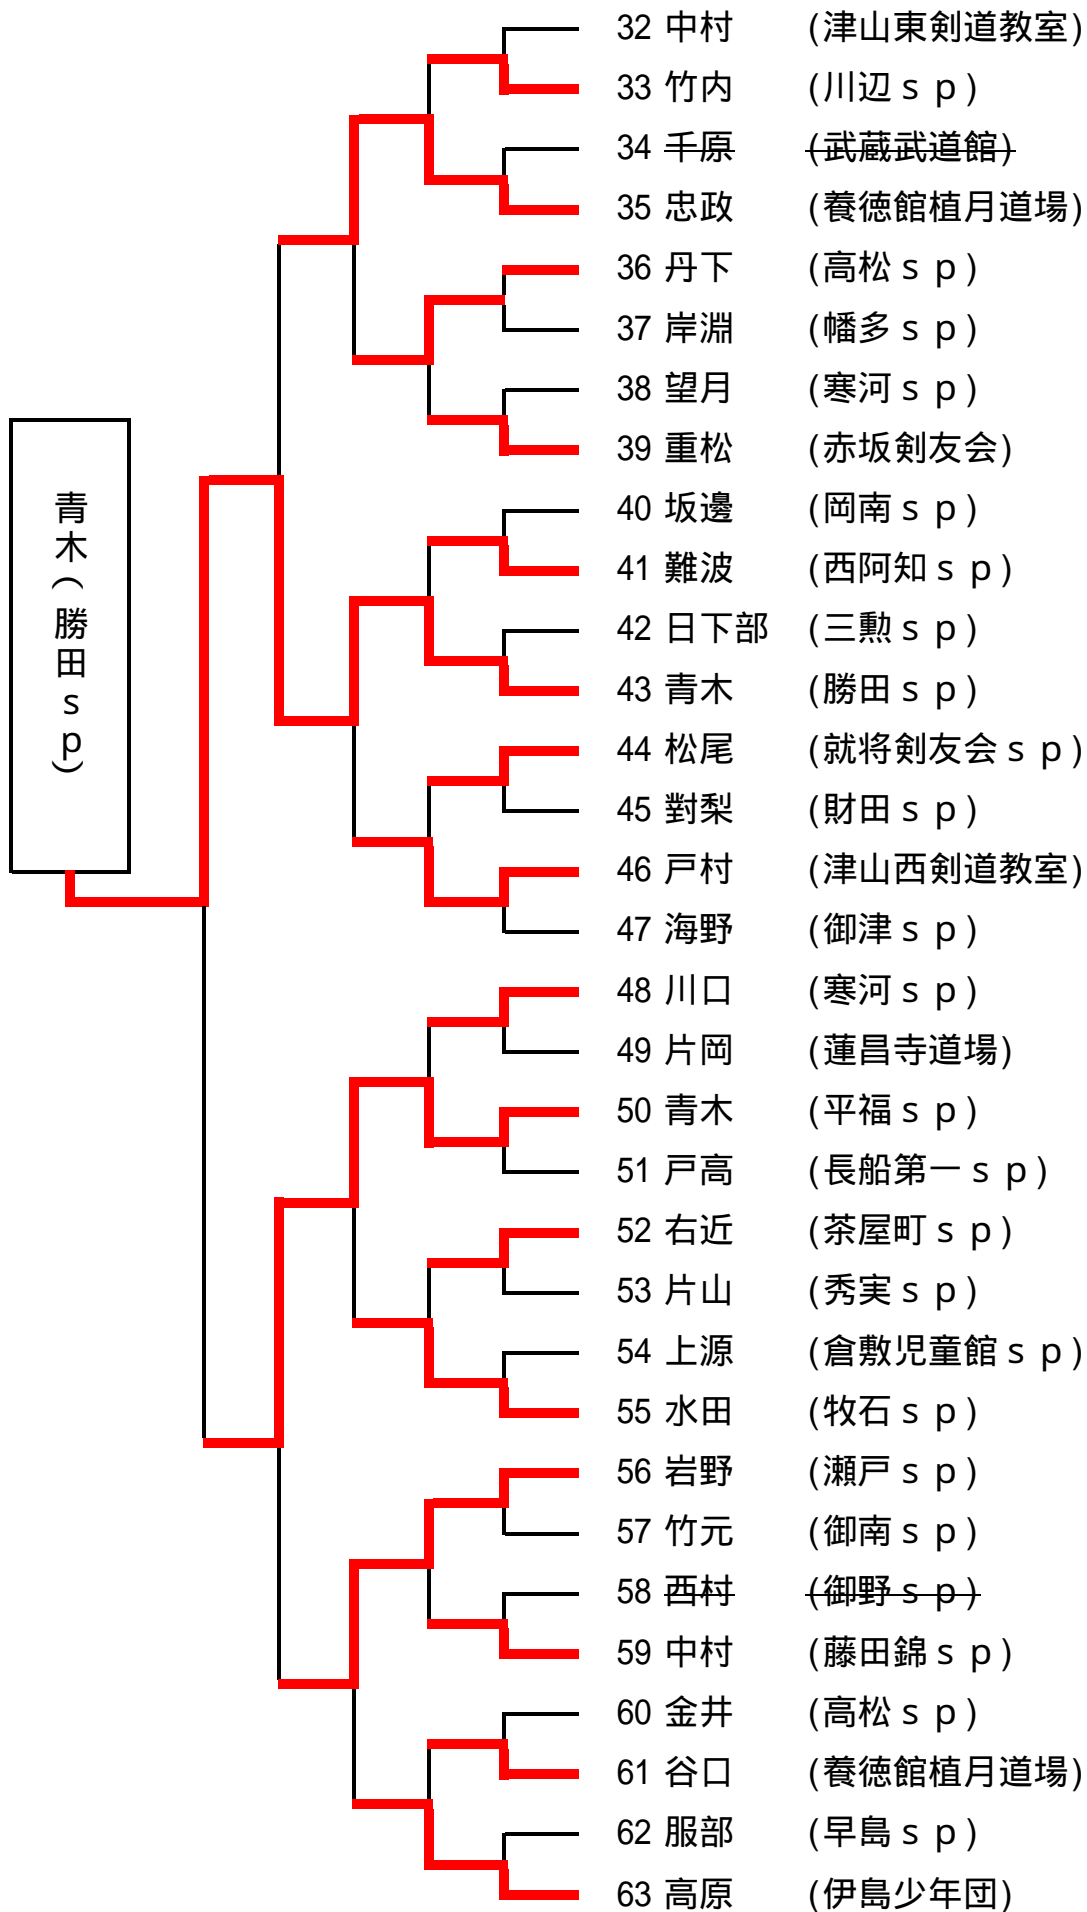 青木(勝田ｓｐ)
32 中村 (津山東剣道教室)
33 竹内 (川辺ｓｐ)
34 千原 (武蔵武道館)
35 忠政 (養徳館植月道場)
36 丹下 (高松ｓｐ)
37 岸淵 (幡多ｓｐ)
38 望月 (寒河ｓｐ)
39 重松 (赤坂剣友会)
40 坂邊 (岡南ｓｐ)
41 難波 (西阿知ｓｐ)
42 日下部 (三勲ｓｐ)
43 青木 (勝田ｓｐ)
44 松尾 (就将剣友会ｓｐ)
45 對梨 (財田ｓｐ)
46 戸村 (津山西剣道教室)
47 海野 (御津ｓｐ)
48 川口 (寒河ｓｐ)
49 片岡 (蓮昌寺道場)
50 青木 (平福ｓｐ)
51 戸高 (長船第一ｓｐ)
52 右近 (茶屋町ｓｐ)
53 片山 (秀実ｓｐ)
54 上源 (倉敷児童館ｓｐ)
55 水田 (牧石ｓｐ)
56 岩野 (瀬戸ｓｐ)
57 竹元 (御南ｓｐ)
58 西村 (御野ｓｐ)
59 中村 (藤田錦ｓｐ)
60 金井 (高松ｓｐ)
61 谷口 (養徳館植月道場)
62 服部 (早島ｓｐ)
63 高原 (伊島少年団)